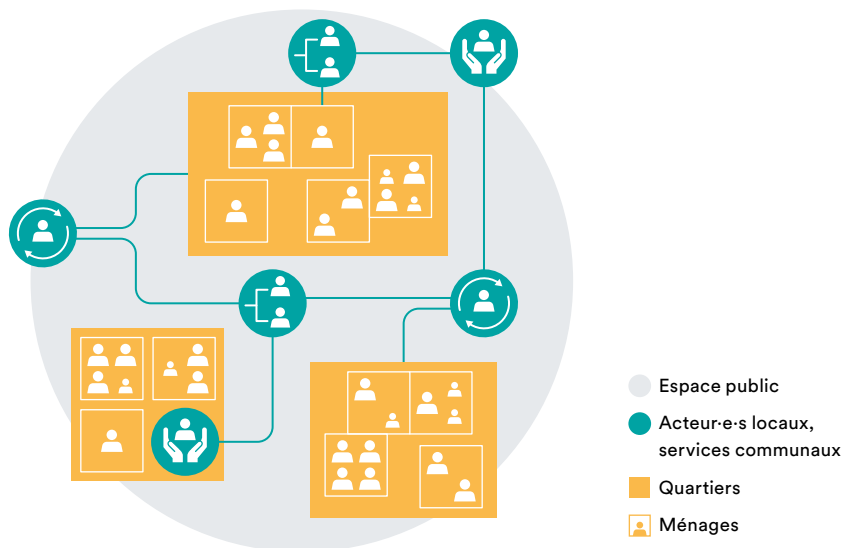 Espace public
Acteur·e·s locaux,
services communaux
Quartiers
Ménages